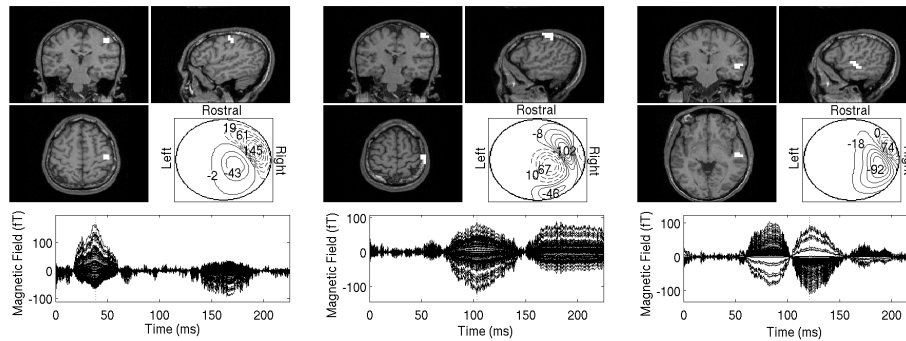 Rostral
Left
Right
19
61
145
-2
-43
Magnetic Field (fT)
100
0
-100
0 50 100 150 200
Time (ms)
Rostral
Left
Right
-8
-102
10
67
-46
Magnetic Field (fT)
100
0
-100
0 50 100 150 200
Time (ms)
Rostral
Left
Right
0
-18
74
-92
Magnetic Field (fT)
100
0
-100
0 50 100 150 200
Time (ms)